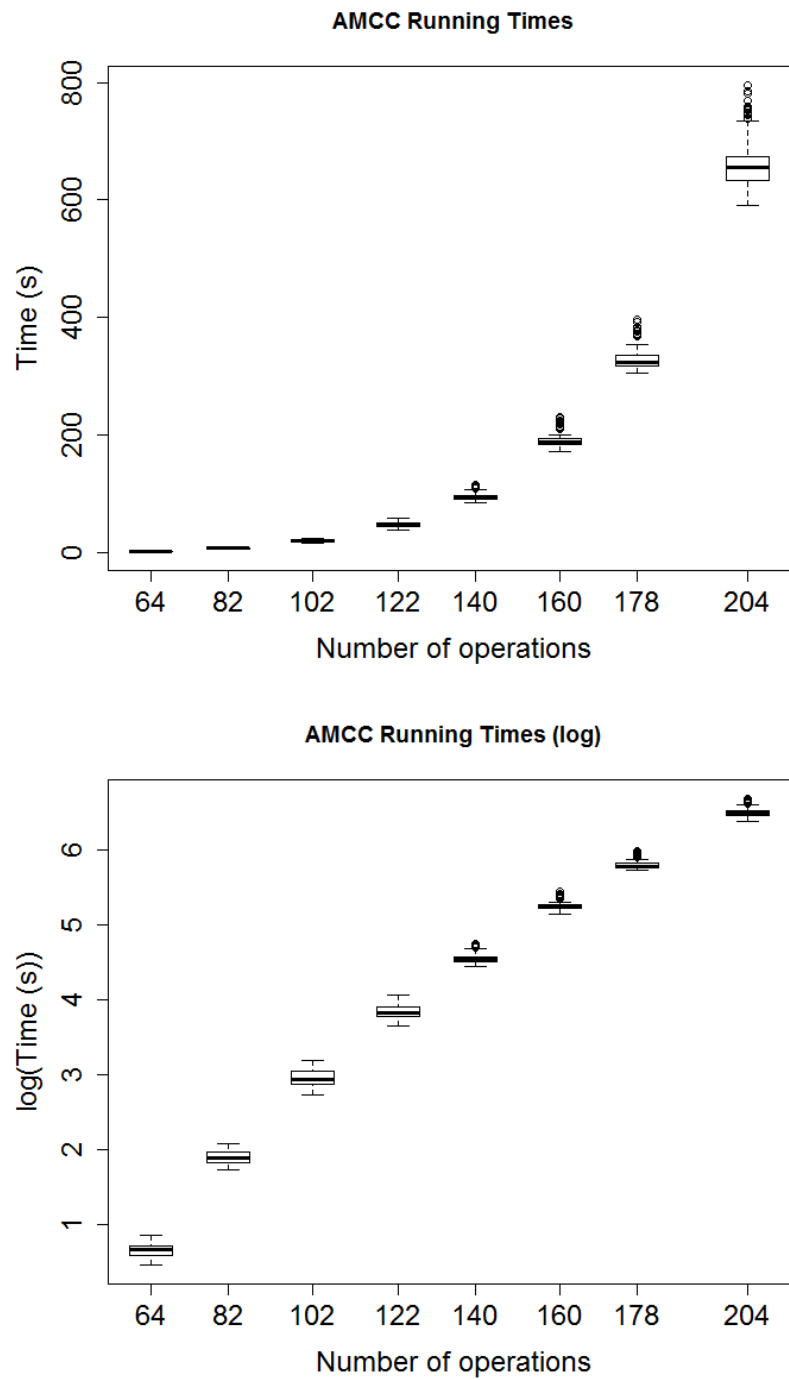 AMCC Running Times
800
600
400
200
0
Time (s)
64 82 102 122 140 160 178 204
Number of operations
AMCC Running Times (log)
6
5
4
3
2
1
log(Time (s))
64 82 102 122 140 160 178 204
Number of operations